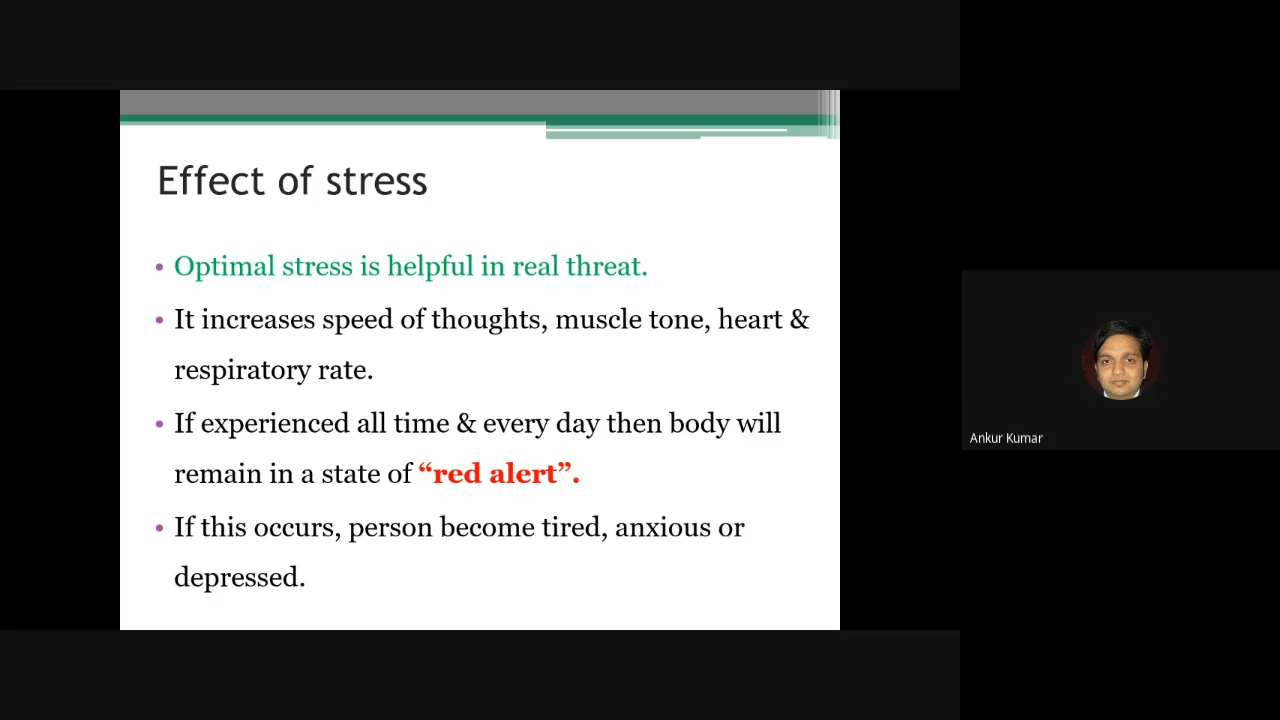 Effect of stress
• Optimal stress is helpful in real threat.
• It increases speed of thoughts, muscle tone, heart &
respiratory rate.
• If experienced all time & every day then body will
remain in a state of “red alert”.
• If this occurs, person become tired, anxious or
depressed.
Ankur Kumar